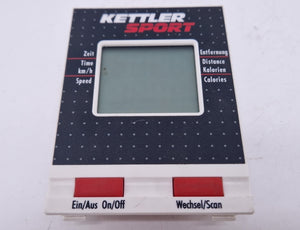 KETTLER
SPORT
Zeit
Time
km/h
Speed
Entfernung
Distance
Kalorien
Calories
Ein/Aus On/Off
Wechsel/Scan